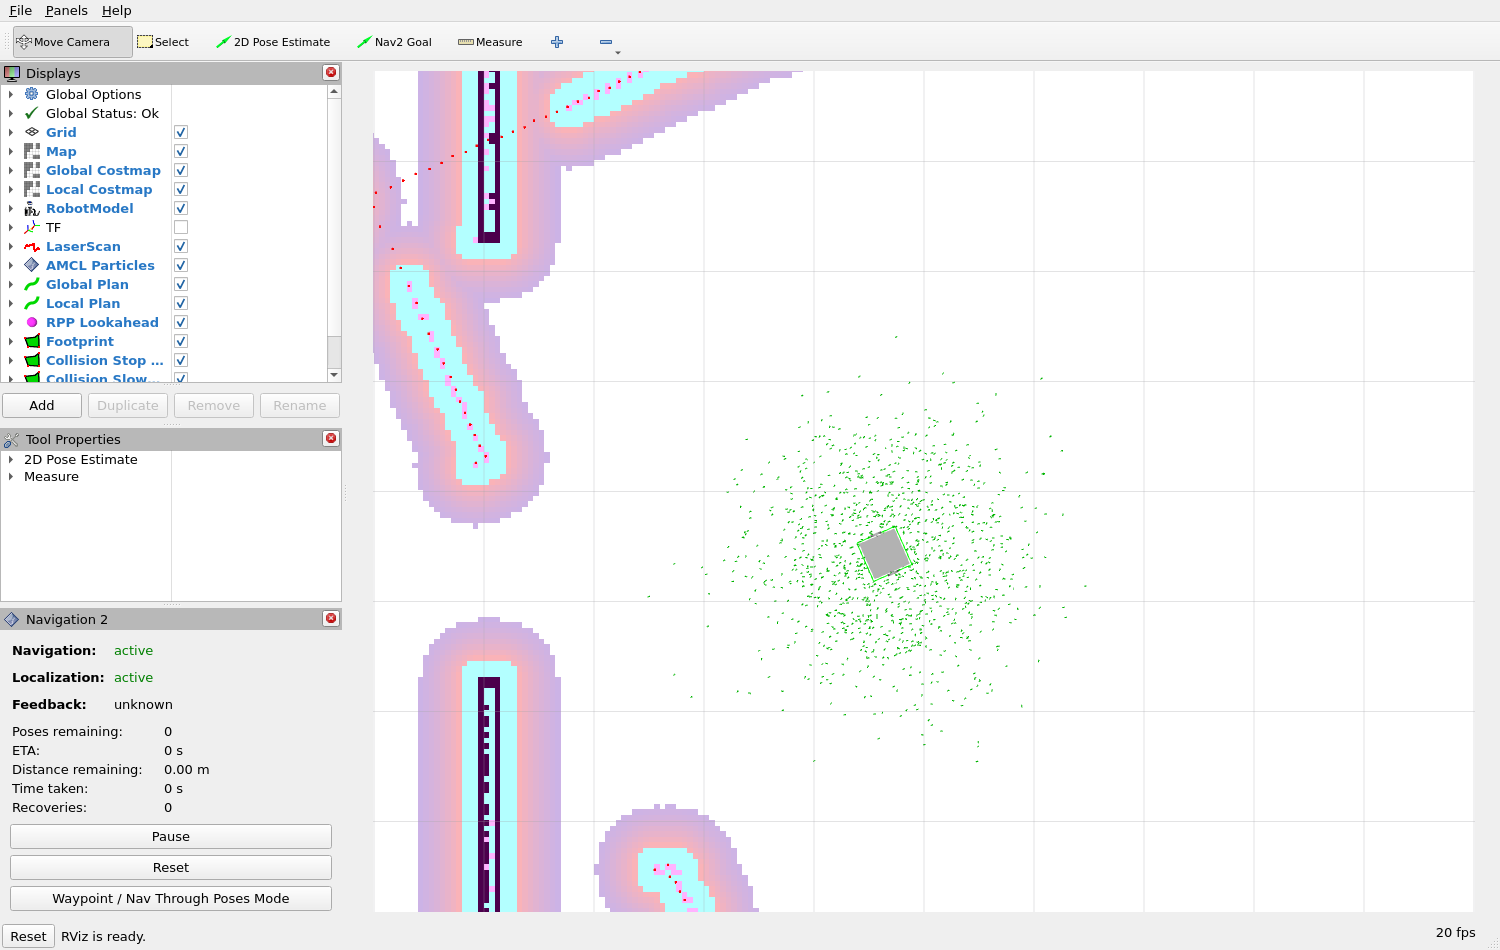 File Panels Help
Move Camera Select 2D Pose Estimate Nav2 Goal Measure
Displays
Global Options
Global Status: Ok
Grid
Map
Global Costmap
Local Costmap
RobotModel
TF
LaserScan
AMCL Particles
Global Plan
Local Plan
RPP Lookahead
Footprint
Collision Stop ...
Collision Slow...
Add Duplicate Remove Rename
Tool Properties
2D Pose Estimate
Measure
Navigation 2
Navigation: active
Localization: active
Feedback: unknown
Poses remaining: 0
ETA: 0 s
Distance remaining: 0.00 m
Time taken: 0 s
Recoveries: 0
Pause
Reset
Waypoint / Nav Through Poses Mode
Reset RViz is ready. 20 fps